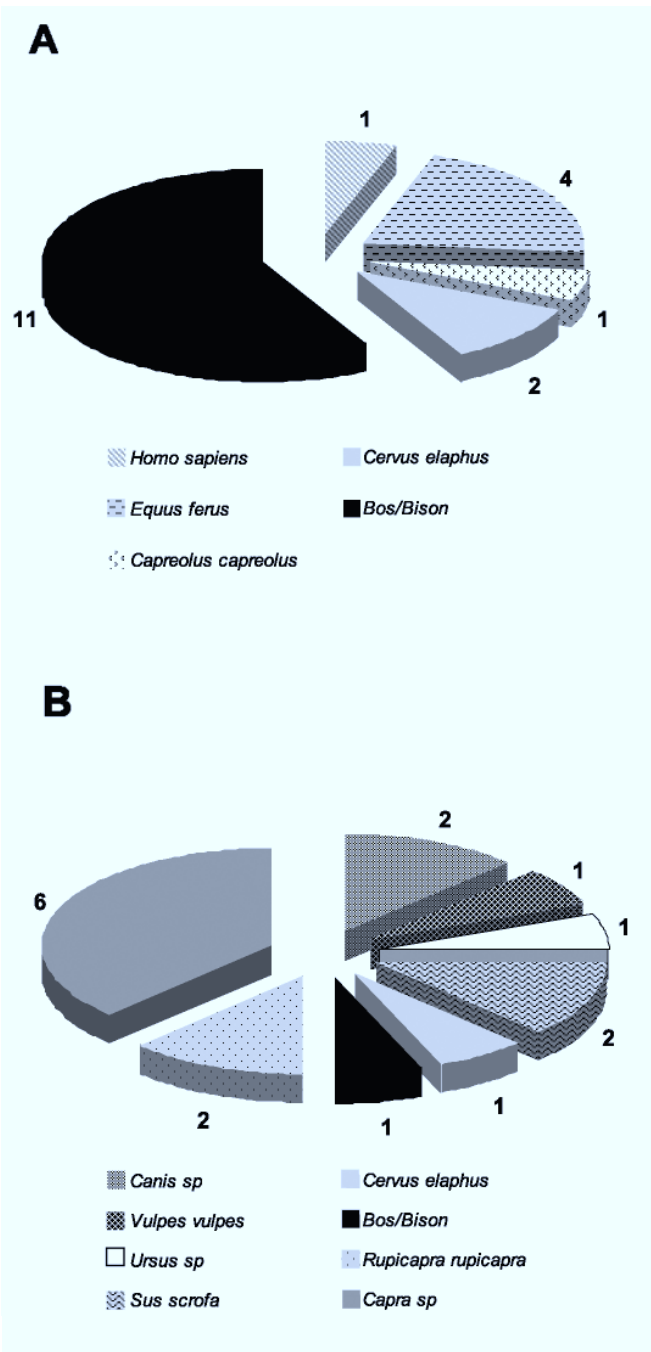 A
1
4
11
1
2
Homo sapiens Cervus elaphus
Equus ferus Bos/Bison
Capreolus capreolus
B
2
1
6
1
2
1
2
1
Canis sp Cervus elaphus
Vulpes vulpes Bos/Bison
Ursus sp Rupicapra rupicapra
Sus scrofa Capra sp